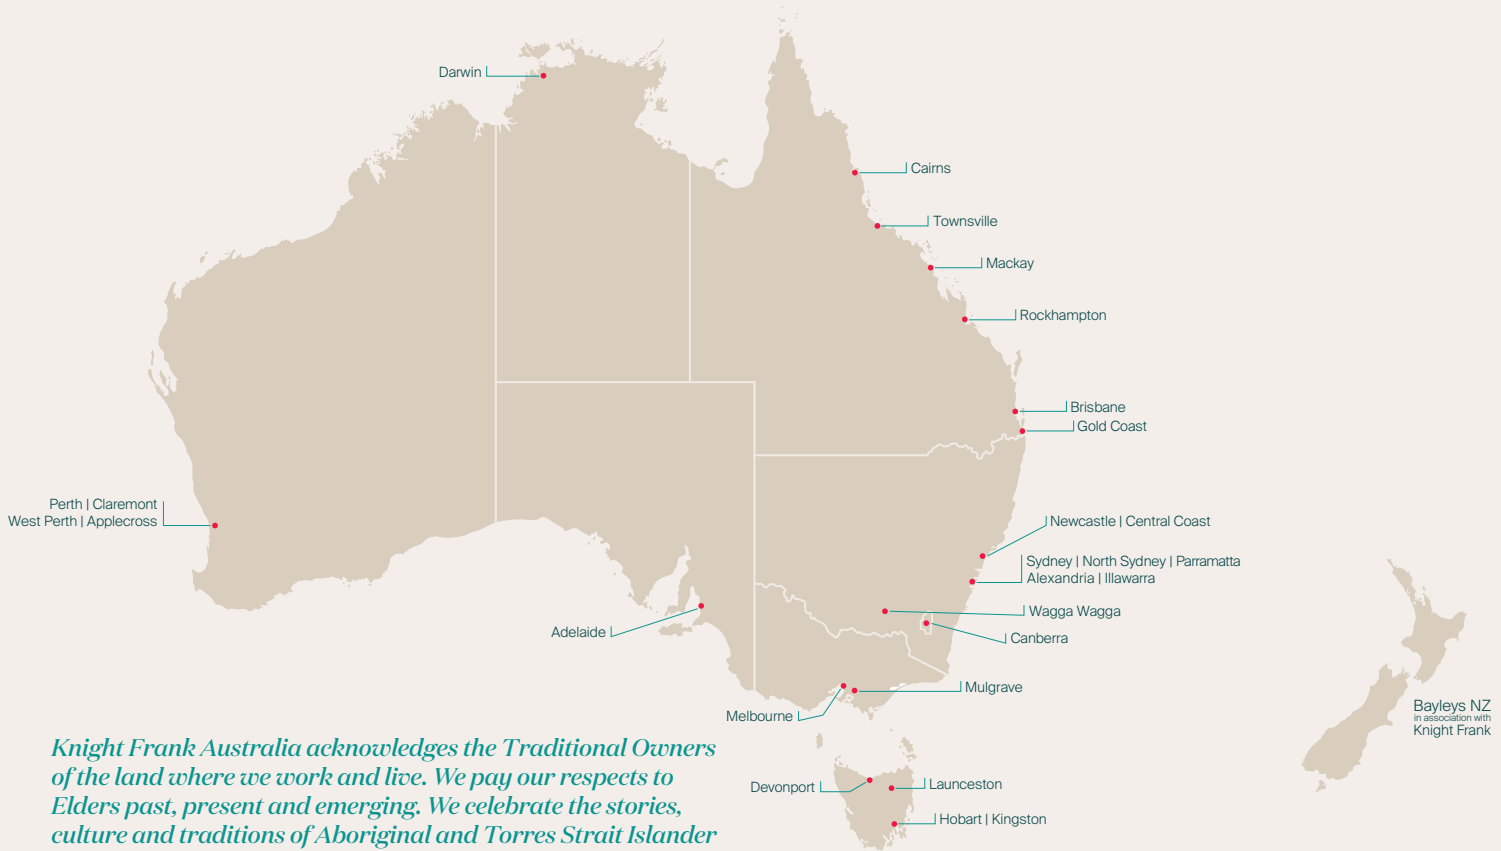 Darwin
Cairns
Townsville
Mackay
Rockhampton
Brisbane
Gold Coast
Perth | Claremont
West Perth | Applecross
Newcastle | Central Coast
Sydney | North Sydney | Parramatta
Alexandria | Illawarra
Wagga Wagga
Adelaide
Canberra
Mulgrave
Melbourne
Bayleys NZ
in association with
Knight Frank
Devonport
Launceston
Hobart | Kingston
Knight Frank Australia acknowledges the Traditional Owners
of the land where we work and live. We pay our respects to
Elders past, present and emerging. We celebrate the stories,
culture and traditions of Aboriginal and Torres Strait Islander